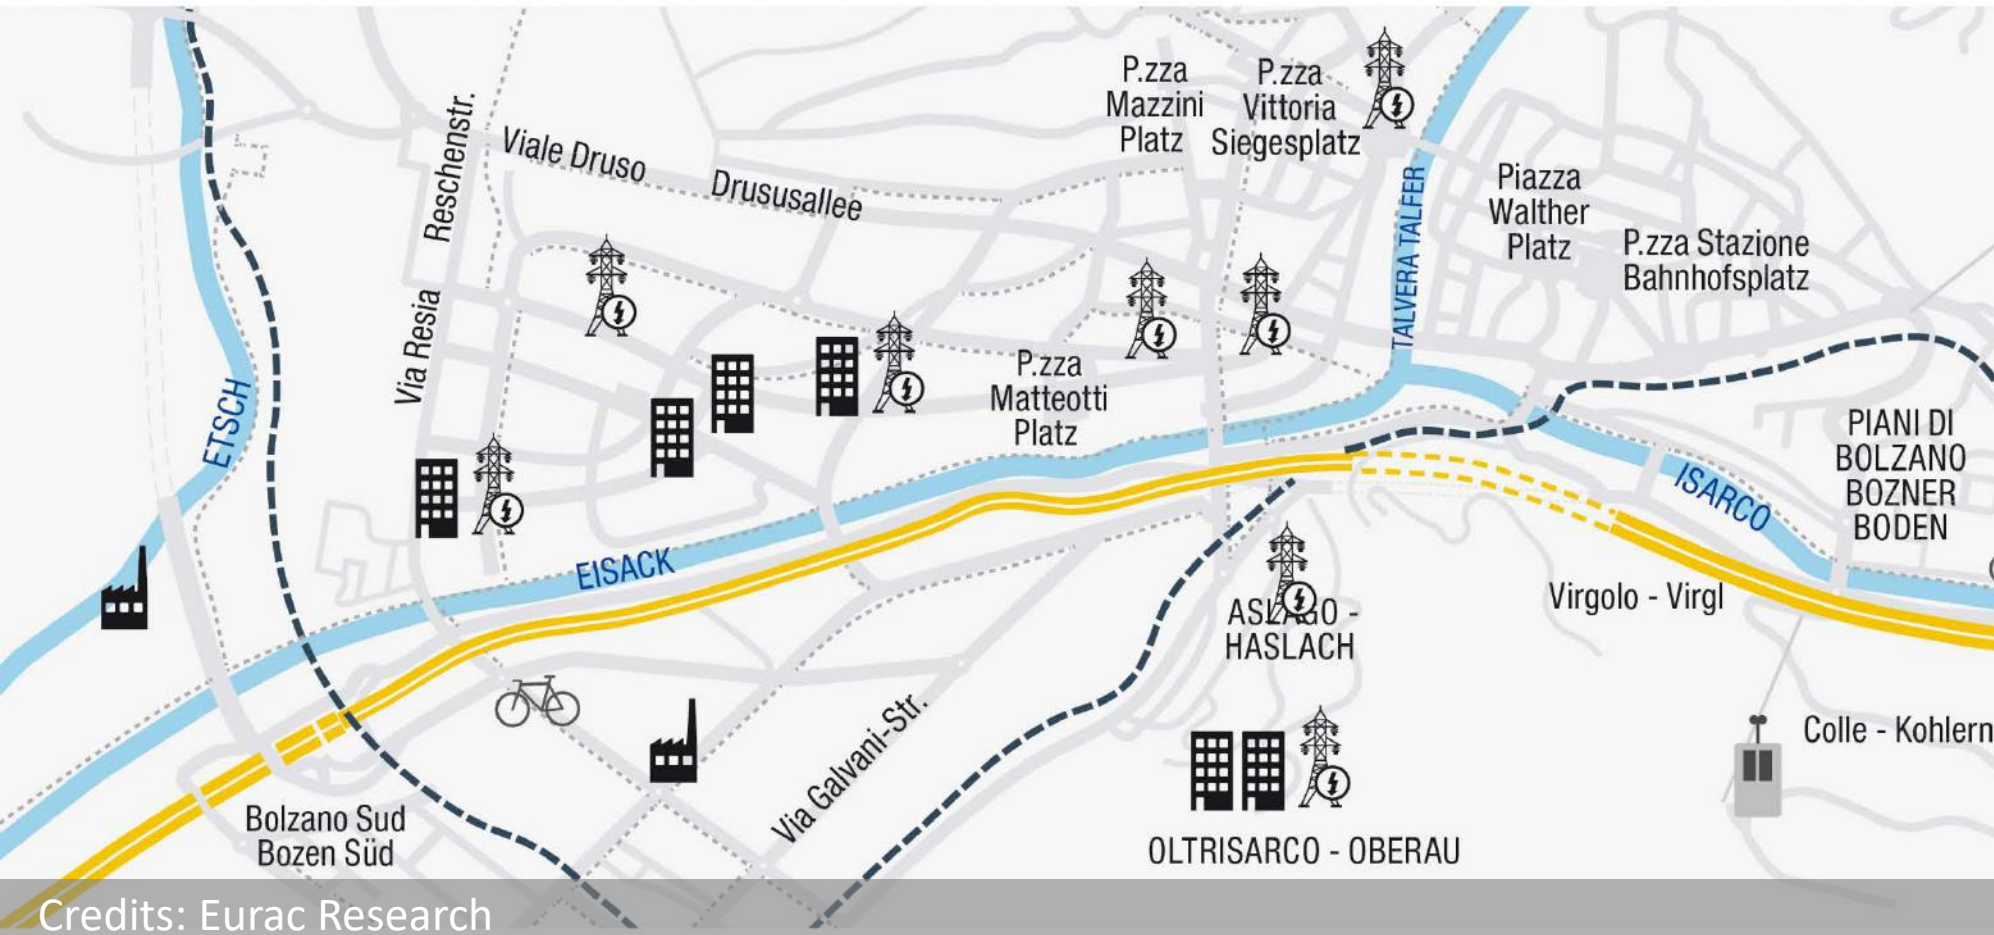 P.zza
Mazzini
Platz
P.zza
Vittoria
Siegesplatz
Reschenstr.
Viale Druso
Drususallee
TALVERA TALFER
Piazza
Walther
Platz
P.zza Stazione
Bahnhofsplatz
Via Resia
ETSCH
P.zza
Matteotti
Platz
PIANI DI
BOLZANO
BOZNER
BODEN
ISARCO
EISACK
Virgolo - Virgl
ASLAGO -
HASLACH
Colle - Kohlern
Via Galvani-Str.
Bolzano Sud
Bozen Süd
OLTRISARCO - OBERAU
Credits: Eurac Research